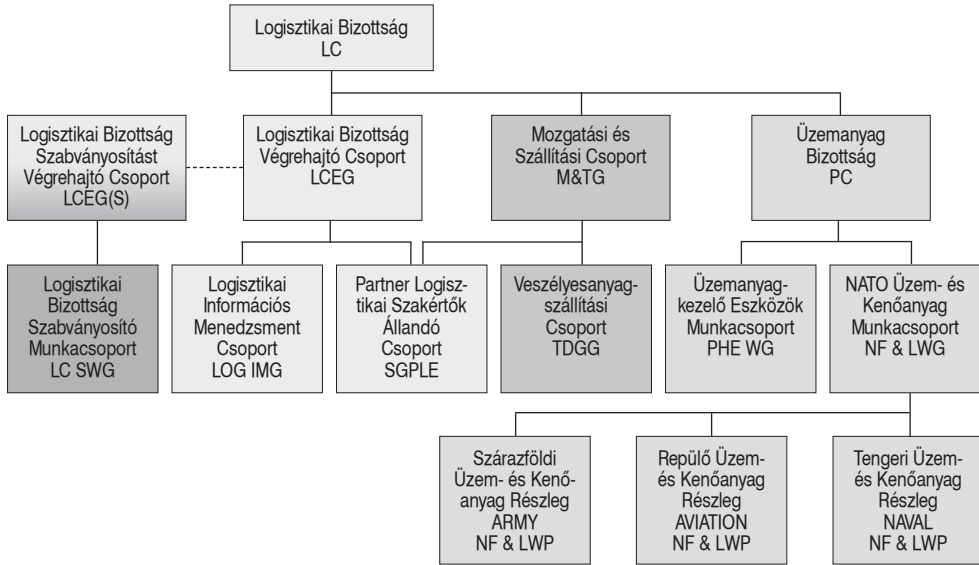 Logisztikai Bizottság
LC
Logisztikai Bizottság
Szabványosítást
Végrehajtó Csoport
LCEG(S)
Logisztikai Bizottság
Végrehajtó Csoport
LCEG
Mozgatási és
Szállítási Csoport
M&TG
Üzemanyag
Bizottság
PC
Logisztikai
Bizottság
Szabványosító
Munkacsoport
LC SWG
Logisztikai
Információs
Menedzsment
Csoport
LOG IMG
Partner Logisz-
tikai Szakértők
Állandó
Csoport
SGPLE
Veszélyesanyag-
szállítási
Csoport
TDGG
Üzemanyag-
kezelő Eszközök
Munkacsoport
PHE WG
NATO Üzem- és
Kenőanyag
Munkacsoport
NF & LWG
Szárazföldi
Üzem- és Kenő-
anyag Részleg
ARMY
NF & LWP
Repülő Üzem-
és Kenőanyag
Részleg
AVIATION
NF & LWP
Tengeri Üzem-
és Kenőanyag
Részleg
NAVAL
NF & LWP